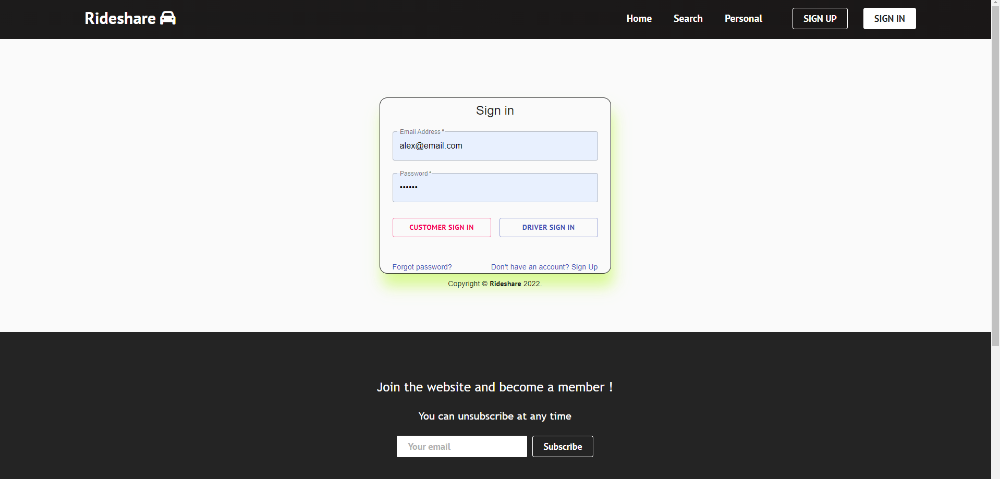 Rideshare
Home Search Personal SIGN UP SIGN IN
Sign in
Email Address *
alex@email.com
Password *
••••••
CUSTOMER SIGN IN DRIVER SIGN IN
Forgot password? Don't have an account? Sign Up
Copyright © Rideshare 2022.
Join the website and become a member !
You can unsubscribe at any time
Your email Subscribe